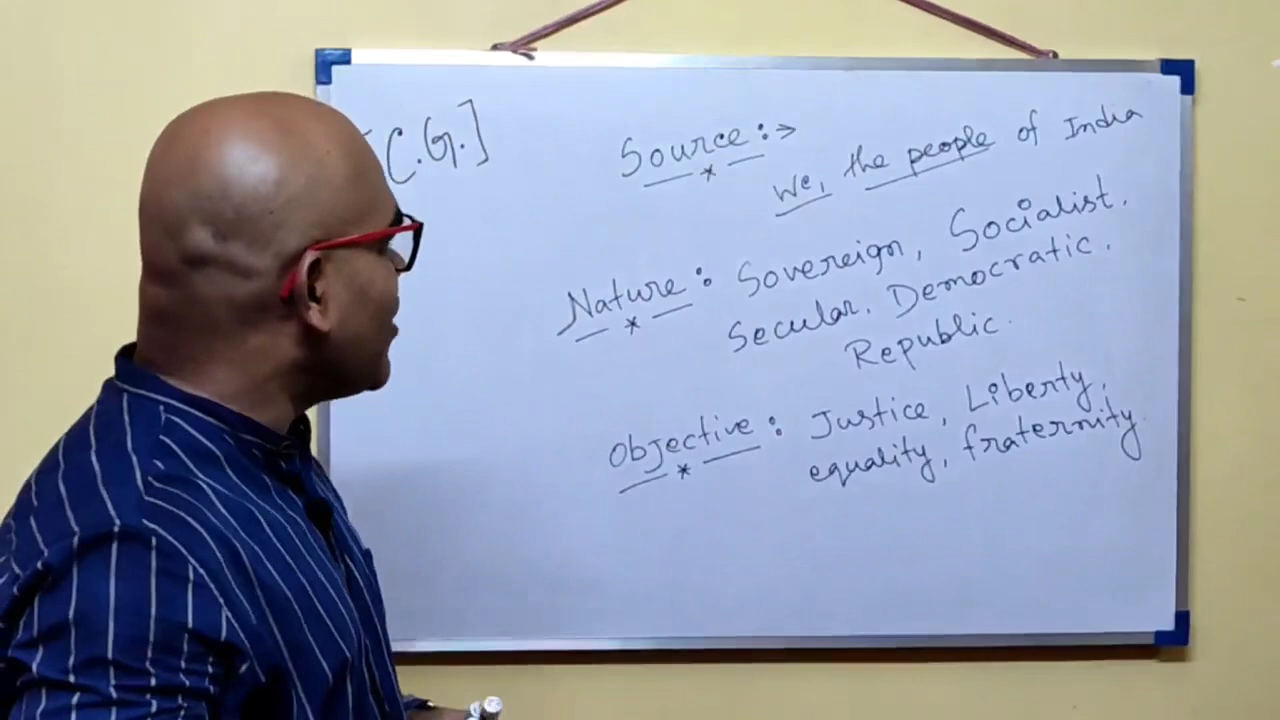 [C.G.]
Source :→
We, the people of India
Nature : Sovereign, Socialist,
Secular, Democratic,
Republic.
Objective : Justice, Liberty,
equality, fraternity.